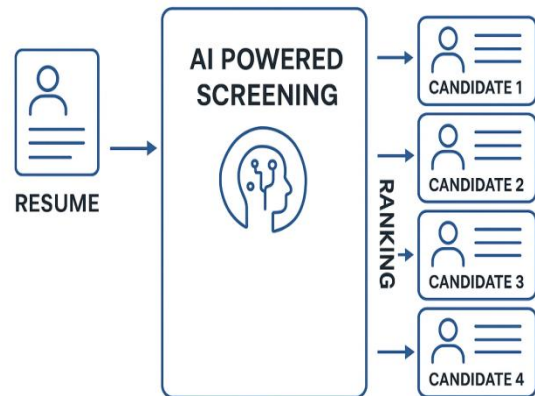 RESUME
AI POWERED
SCREENING
RANKING
CANDIDATE 1
CANDIDATE 2
CANDIDATE 3
CANDIDATE 4